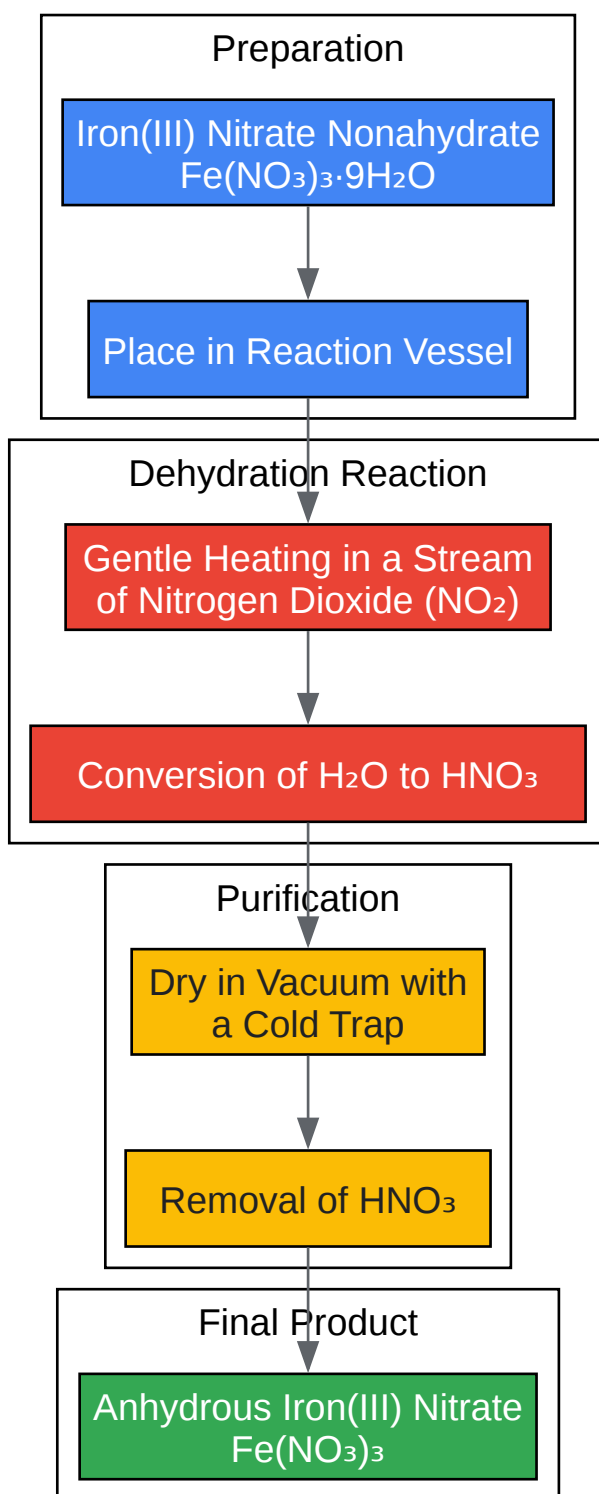 Preparation
Iron(III) Nitrate Nonahydrate
Fe(NO₃)₃·9H₂O
Place in Reaction Vessel
Dehydration Reaction
Gentle Heating in a Stream
of Nitrogen Dioxide (NO₂)
Conversion of H₂O to HNO₃
Purification
Dry in Vacuum with
a Cold Trap
Removal of HNO₃
Final Product
Anhydrous Iron(III) Nitrate
Fe(NO₃)₃